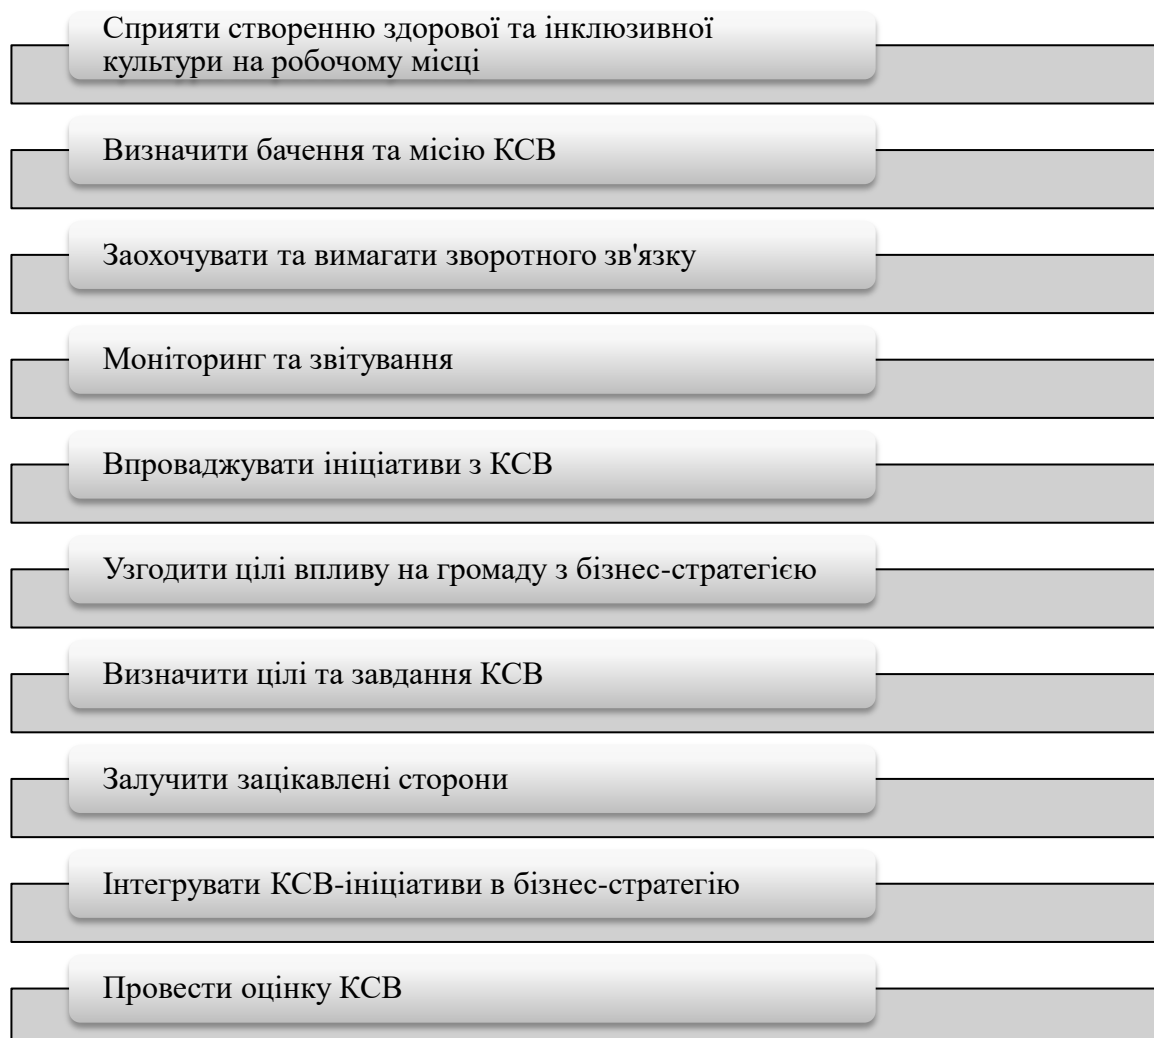 Сприяти створенню здорової та інклюзивної
культури на робочому місці
Визначити бачення та місію КСВ
Заохочувати та вимагати зворотного зв'язку
Моніторинг та звітування
Впроваджувати ініціативи з КСВ
Узгодити цілі впливу на громаду з бізнес-стратегією
Визначити цілі та завдання КСВ
Залучити зацікавлені сторони
Інтегрувати КСВ-ініціативи в бізнес-стратегію
Провести оцінку КСВ